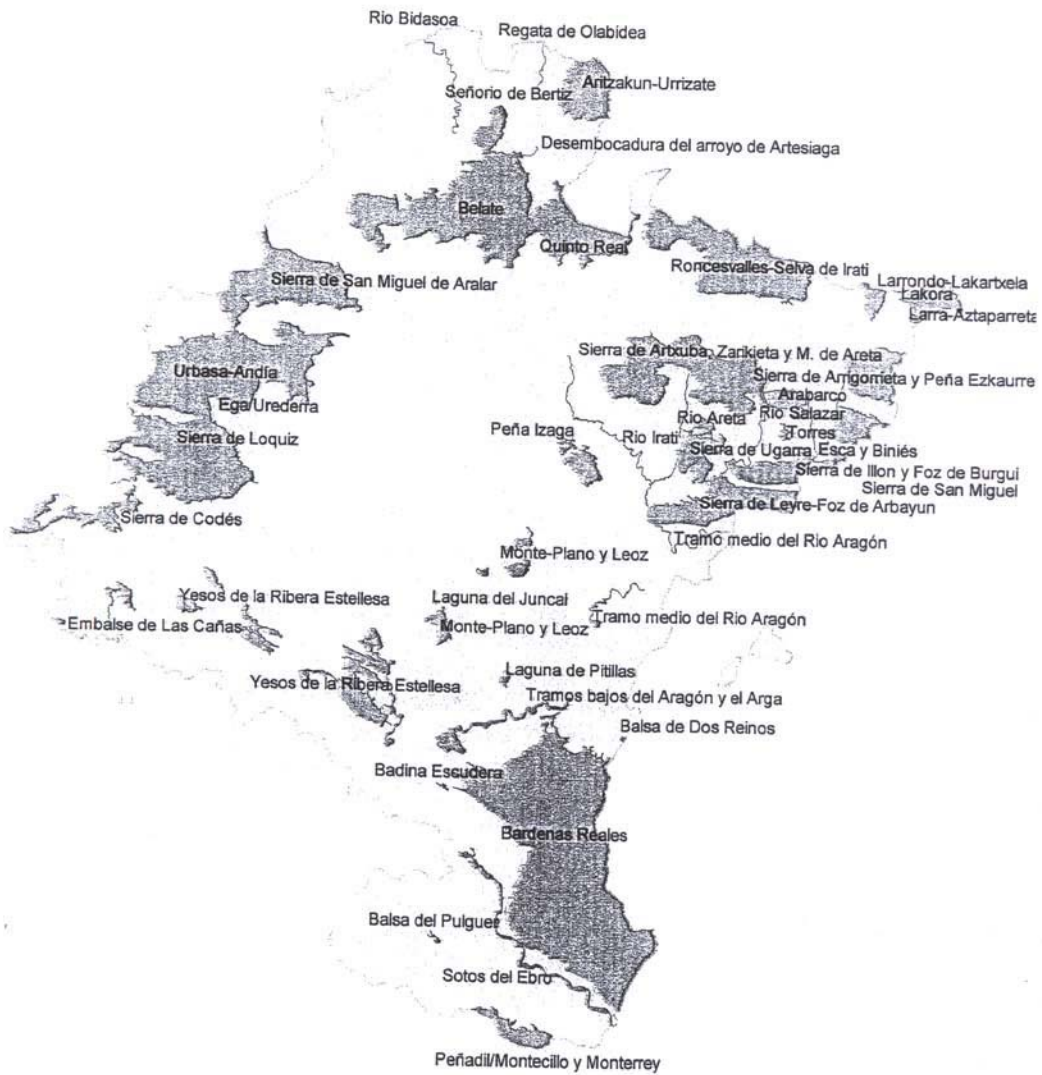 Rio Bidasoa
Regata de Olabidea
Aritzakun-Urrizate
Señorio de Bertiz
Desembocadura del arroyo de Artesiaga
Belate
Quinto Real
Roncesvalles-Selva de Irati
Sierra de San Miguel de Aralar
Larrondo-Lakartxela
Lakora
Larra-Aztaparreta
Sierra de Artxuba, Zarikieta y M. de Areta
Urbasa-Andia
Sierra de Arrigorrieta y Peña Ezkaurre
Arabarco
Ega/Urederra
Rio Areta
Rio Salazar
Peña Izaga
Rio Irati
Torres
Sierra de Loquiz
Sierra de Ugarra
Esca y Biniés
Sierra de Illon y Foz de Burgui
Sierra de San Miguel
Sierra de Leyre-Foz de Arbayun
Sierra de Codés
Tramo medio del Rio Aragón
Monte-Plano y Leoz
Yesos de la Ribera Estellesa
Laguna del Juncal
Embalse de Las Cañas
Monte-Plano y Leoz
Tramo medio del Rio Aragón
Laguna de Pitillas
Yesos de la Ribera Estellesa
Tramos bajos del Aragón y el Arga
Balsa de Dos Reinos
Badina Escudera
Bardenas Reales
Balsa del Pulguer
Sotos del Ebro
Peñadil/Montecillo y Monterrey